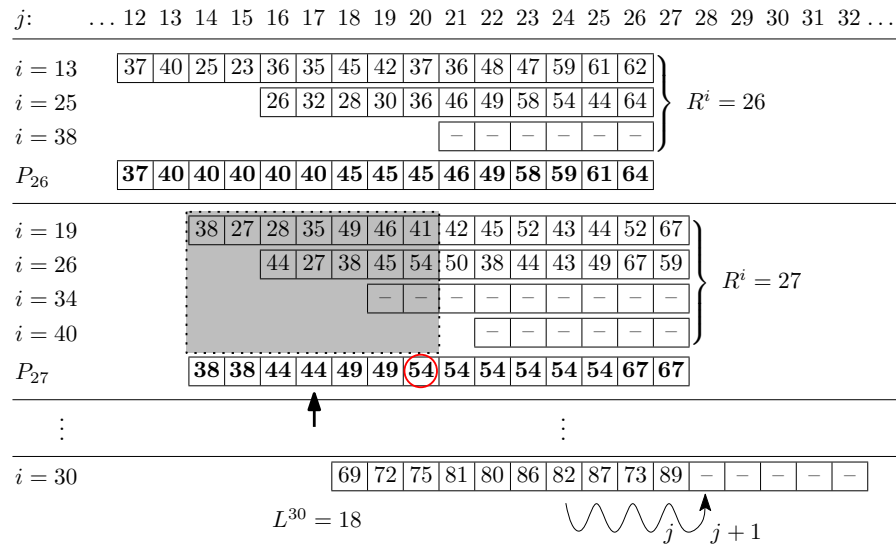 j: ... 12 13 14 15 16 17 18 19 20 21 22 23 24 25 26 27 28 29 30 31 32 ...
i = 13 37 40 25 23 36 35 45 42 37 36 48 47 59 61 62
i = 25 26 32 28 30 36 46 49 58 54 44 64 R^i = 26
i = 38 – – – – – –
P_26 37 40 40 40 40 40 45 45 45 46 49 58 59 61 64
i = 19 38 27 28 35 49 46 41 42 45 52 43 44 52 67
i = 26 44 27 38 45 54 50 38 44 43 49 67 59 R^i = 27
i = 34 – – – – – – – – –
i = 40 – – – – – –
P_27 38 38 44 44 49 49 54 54 54 54 54 54 67 67
⋮ ⋮
i = 30 69 72 75 81 80 86 82 87 73 89 – – – – –
L^30 = 18 j j + 1